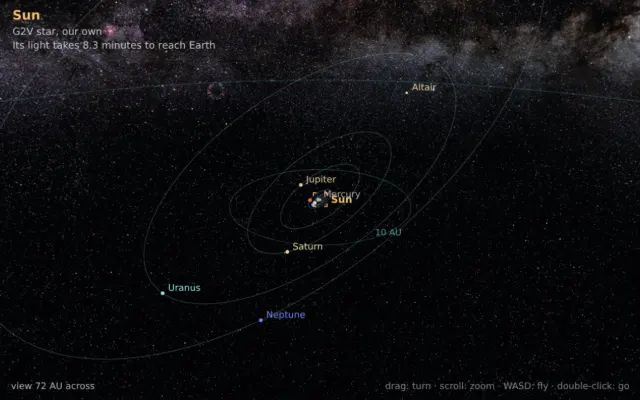 Sun
G2V star, our own
Its light takes 8.3 minutes to reach Earth
Altair
Jupiter
Mercury
Sun
10 AU
Saturn
Uranus
Neptune
view 72 AU across
drag: turn · scroll: zoom · WASD: fly · double-click: go